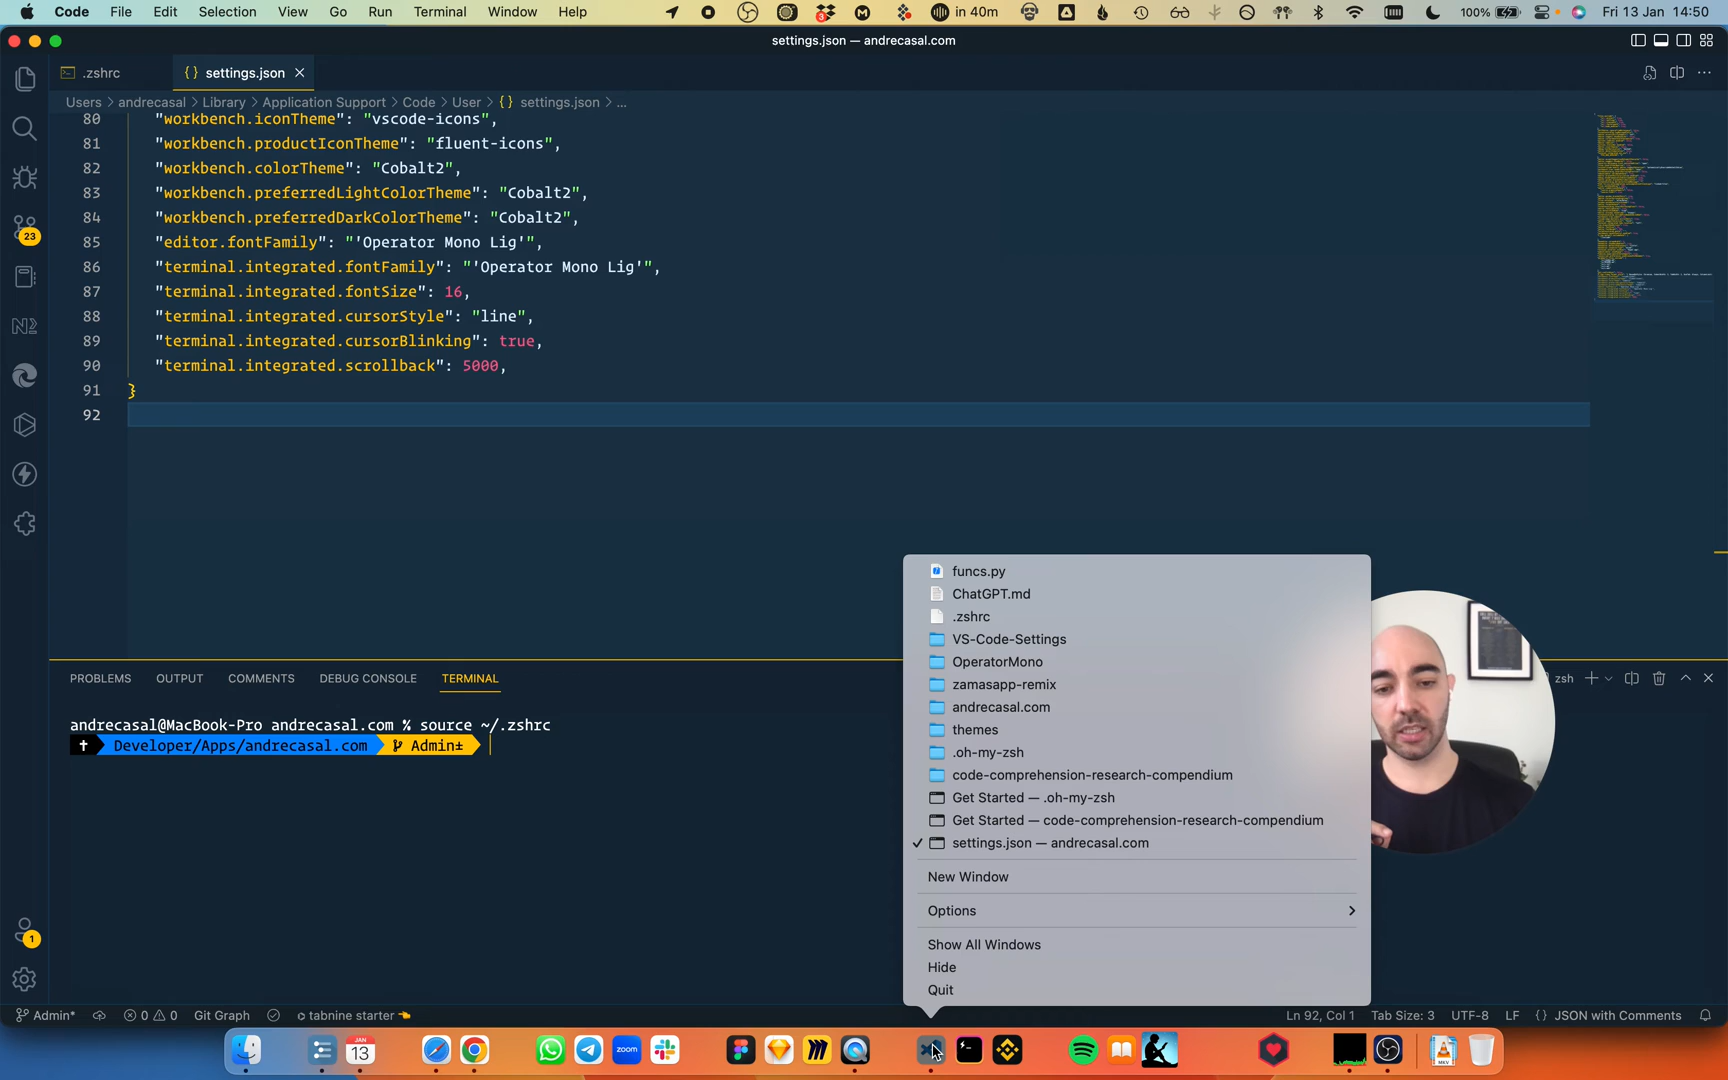 Code File Edit Selection View Go Run Terminal Window Help
3
in 40m
100%
Fri 13 Jan 14:50
settings.json — andrecasal.com
.zshrc
{} settings.json
Users > andrecasal > Library > Application Support > Code > User > {} settings.json > ...
80 "workbench.iconTheme": "vscode-icons",
81 "workbench.productIconTheme": "fluent-icons",
82 "workbench.colorTheme": "Cobalt2",
83 "workbench.preferredLightColorTheme": "Cobalt2",
84 "workbench.preferredDarkColorTheme": "Cobalt2",
85 "editor.fontFamily": "'Operator Mono Lig'",
86 "terminal.integrated.fontFamily": "'Operator Mono Lig'",
87 "terminal.integrated.fontSize": 16,
88 "terminal.integrated.cursorStyle": "line",
89 "terminal.integrated.cursorBlinking": true,
90 "terminal.integrated.scrollback": 5000,
91 }
92
23
funcs.py
ChatGPT.md
.zshrc
VS-Code-Settings
OperatorMono
zamasapp-remix
andrecasal.com
themes
.oh-my-zsh
code-comprehension-research-compendium
Get Started — .oh-my-zsh
Get Started — code-comprehension-research-compendium
✓ settings.json — andrecasal.com
New Window
Options
Show All Windows
Hide
Quit
PROBLEMS OUTPUT COMMENTS DEBUG CONSOLE TERMINAL
zsh
andrecasal@MacBook-Pro andrecasal.com % source ~/.zshrc
Developer/Apps/andrecasal.com Admin±
1
Admin* 0 0 Git Graph tabnine starter
Ln 92, Col 1 Tab Size: 3 UTF-8 LF {} JSON with Comments
JAN
13
zoom